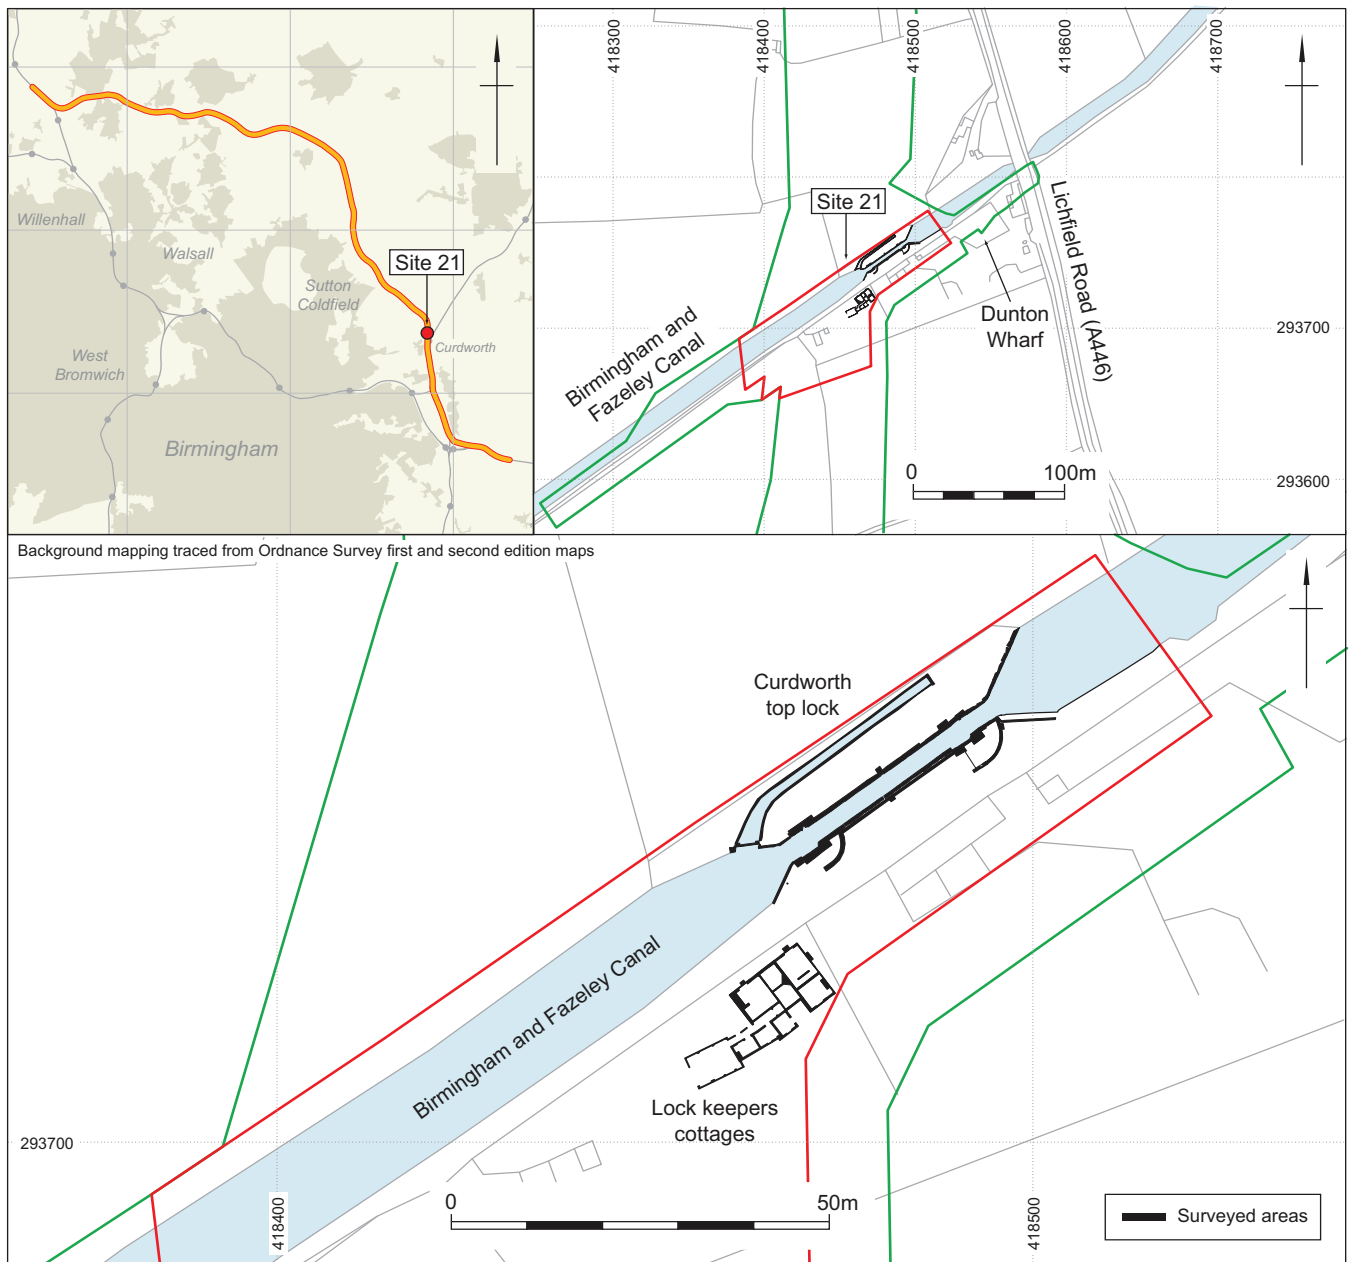 Willenhall
Walsall
Site 21
Sutton
Coldfield
Curdworth
West
Bromwich
Birmingham
418300
418400
418500
418600
418700
Site 21
Lichfield Road (A446)
Dunton
Wharf
Birmingham and
Fazeley Canal
293700
293600
0
100m
Background mapping traced from Ordnance Survey first and second edition maps
Curdworth
top lock
Birmingham and Fazeley Canal
Lock keepers
cottages
293700
418400
418500
0
50m
Surveyed areas